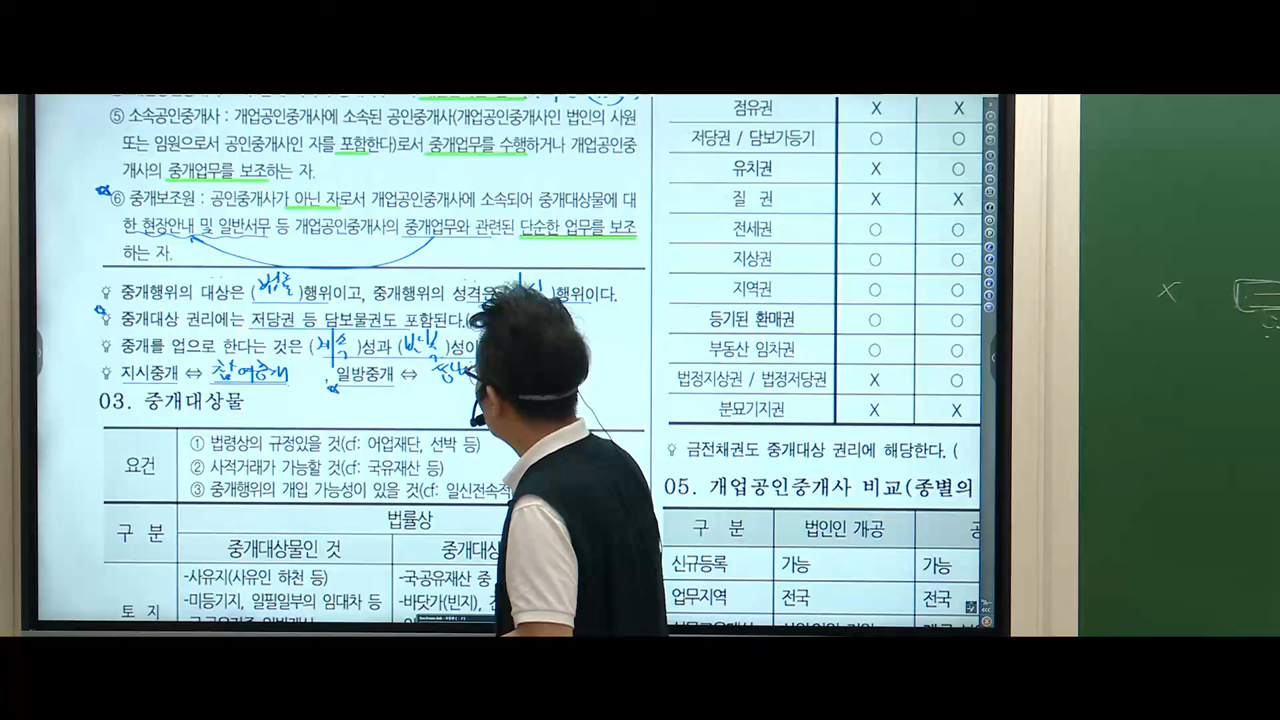 ⑤ 소속공인중개사 : 개업공인중개사에 소속된 공인중개사(개업공인중개사인 법인의 사원
또는 임원으로서 공인중개사인 자를 포함한다)로서 중개업무를 수행하거나 개업공인중
개사의 중개업무를 보조하는 자.
⑥ 중개보조원 : 공인중개사가 아닌 자로서 개업공인중개사에 소속되어 중개대상물에 대
한 현장안내 및 일반서무 등 개업공인중개사의 중개업무와 관련된 단순한 업무를 보조
하는 자.
중개행위의 대상은 (법률)행위이고, 중개행위의 성격은 )행위이다.
중개대상 권리에는 저당권 등 담보물권도 포함된다.(
중개를 업으로 한다는 것은 (계속)성과 (반복)성이
지시중개 ⇔ 참여중개 일반중개 ⇔
03. 중개대상물
요건
① 법령상의 규정있을 것(cf: 어업재단, 선박 등)
② 사적거래가 가능할 것(cf: 국유재산 등)
③ 중개행위의 개입 가능성이 있을 것(cf: 일신전속적
구 분 법률상
중개대상물인 것 중개대상
토 지
-사유지(사유인 하천 등) -국공유재산 중
-미등기지, 일필일부의 임대차 등 -바닷가(빈지),
점유권 X X
저당권 / 담보가등기 ○ ○
유치권 X ○
질 권 X X
전세권 ○ ○
지상권 ○ ○
지역권 ○ ○
등기된 환매권 ○ ○
부동산 임차권 ○ ○
법정지상권 / 법정저당권 X ○
분묘기지권 X X
금전채권도 중개대상 권리에 해당한다. (
05. 개업공인중개사 비교(종별의
구 분 법인인 개공 공
신규등록 가능 가능
업무지역 전국 전국
X